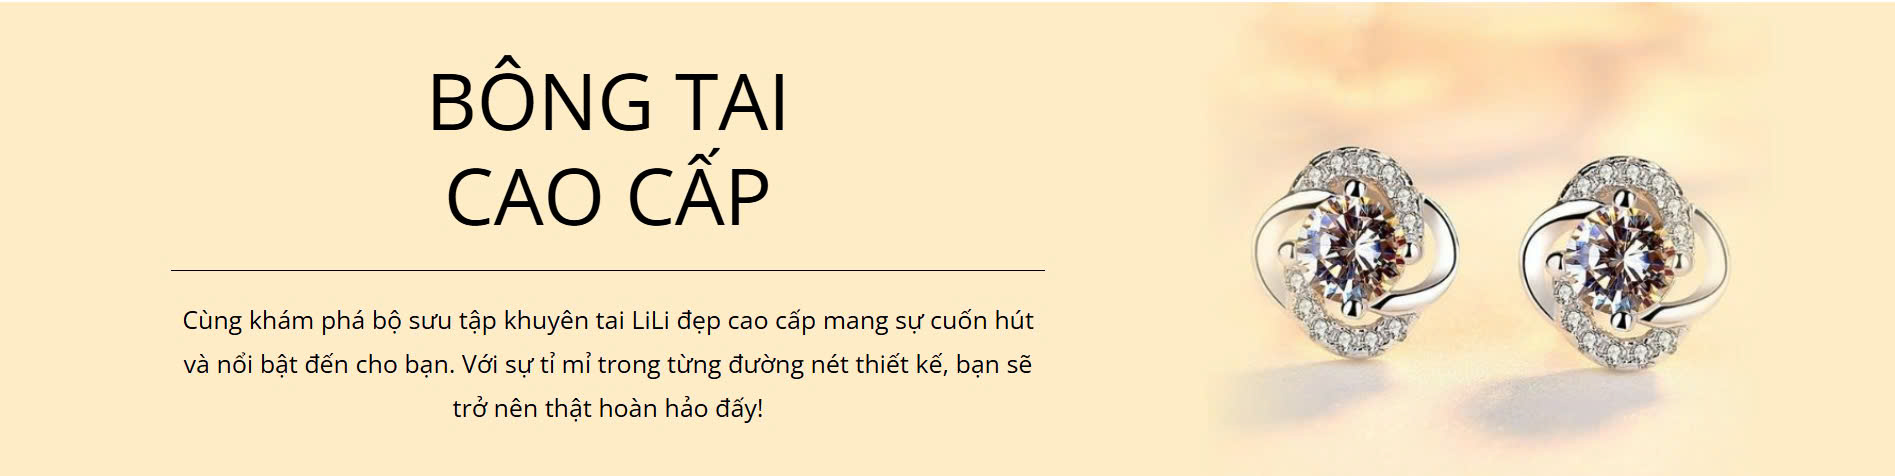 BÔNG TAI
CAO CẤP
Cùng khám phá bộ sưu tập khuyên tai LiLi đẹp cao cấp mang sự cuốn hút
và nổi bật đến cho bạn. Với sự tỉ mỉ trong từng đường nét thiết kế, bạn sẽ
trở nên thật hoàn hảo đấy!